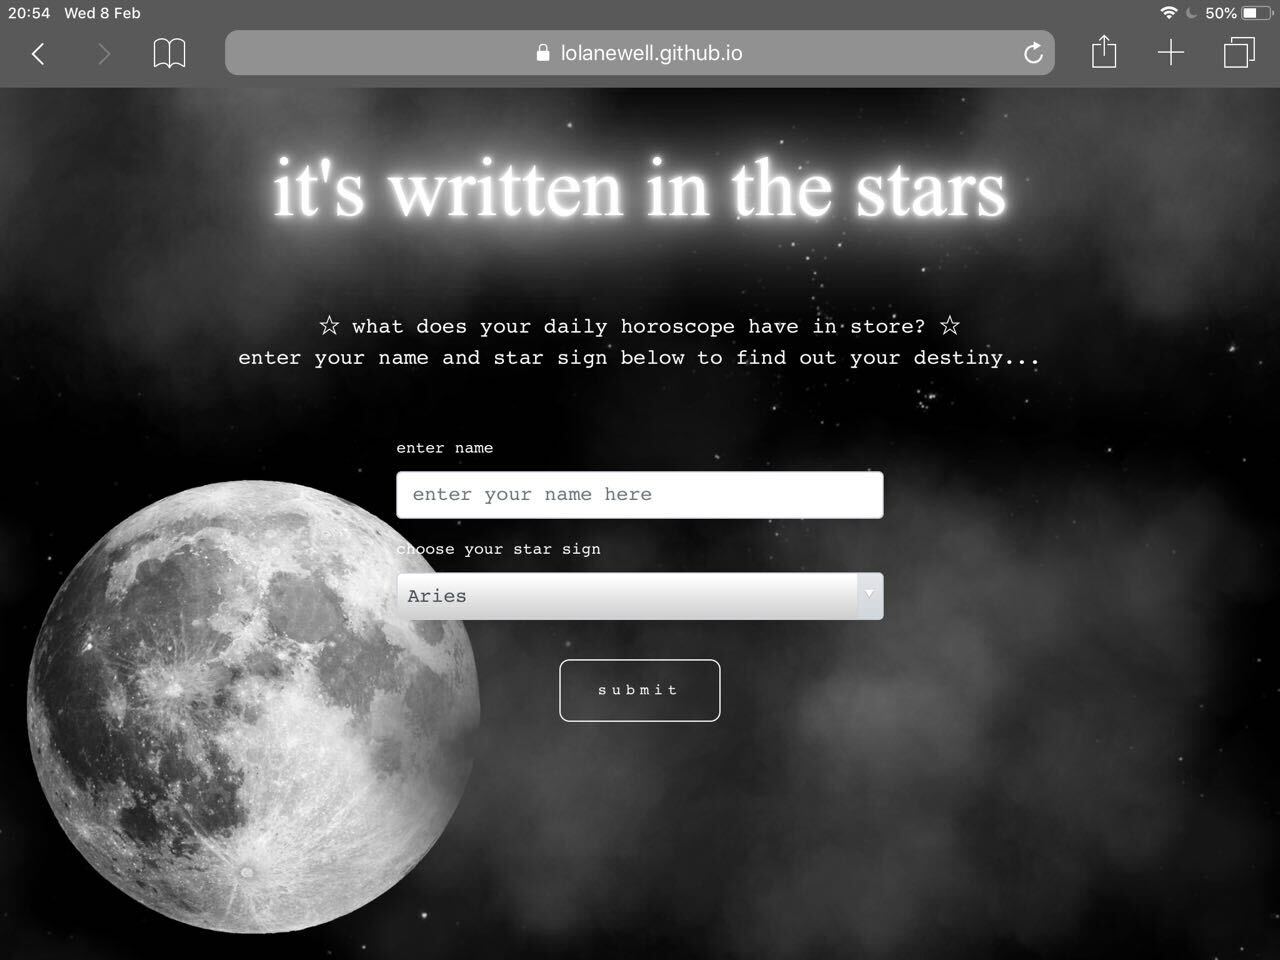 20:54 Wed 8 Feb 50%
lolanewell.github.io
it's written in the stars
☆ what does your daily horoscope have in store? ☆
enter your name and star sign below to find out your destiny...
enter name
enter your name here
choose your star sign
Aries
submit